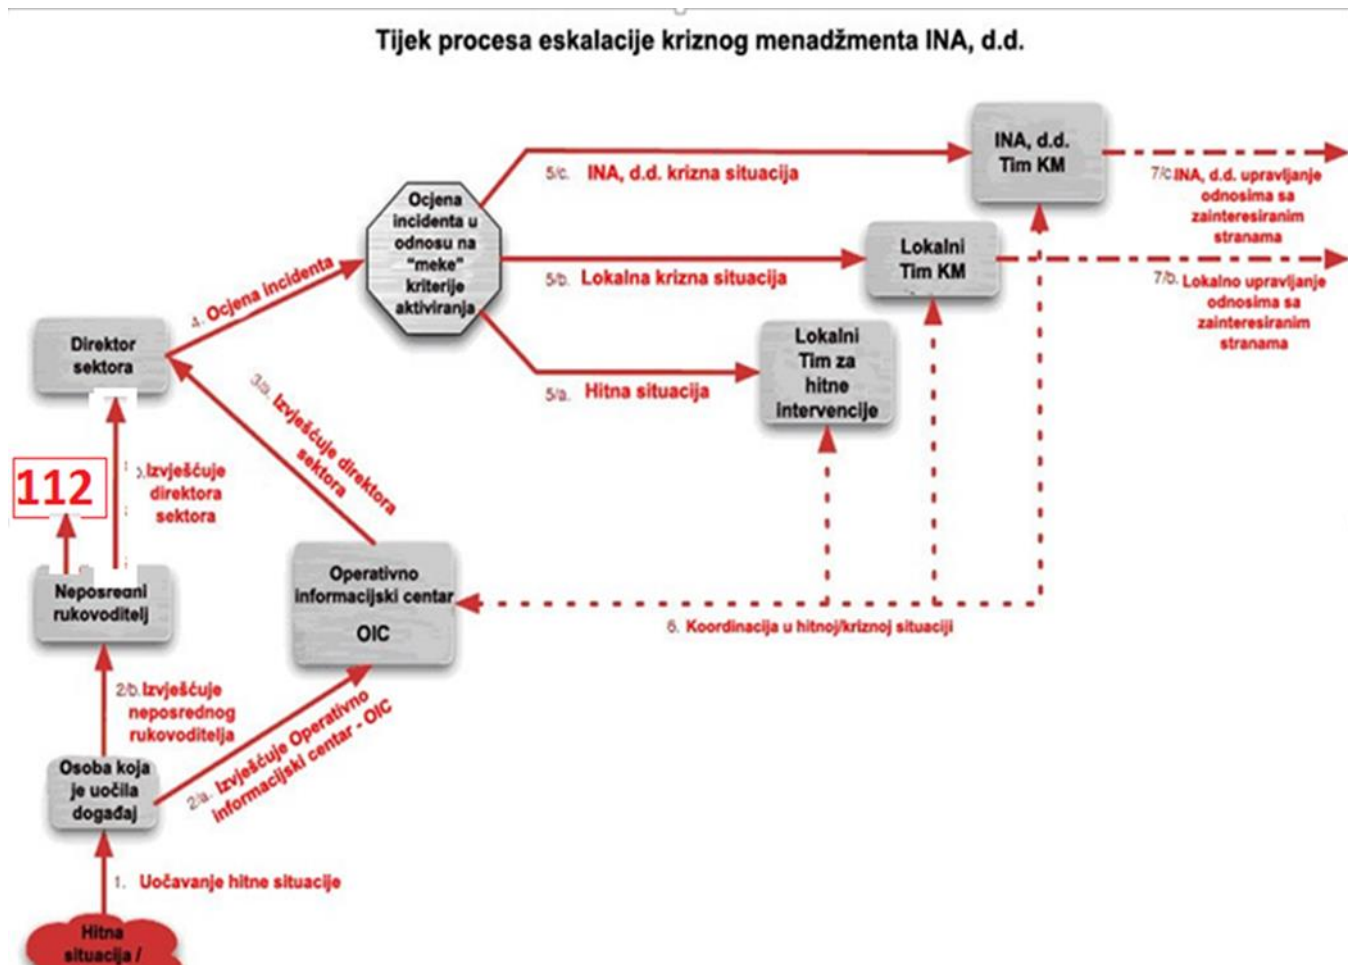 Tijek procesa eskalacije kriznog menadžmenta INA, d.d.
INA, d.d.
Tim KM
5/c. INA, d.d. krizna situacija
7/c. INA, d.d. upravljanje
odnosima sa
zainteresiranim
stranama
Ocjena
incidenta u
odnosu na
"meke"
kriterije
aktiviranja
Lokalni
Tim KM
5/b. Lokalna krizna situacija
7/b. Lokalno upravljanje
odnosima sa
zainteresiranim
stranama
4. Ocjena incidenta
Direktor
sektora
Lokalni
Tim za
hitne
intervencije
5/a. Hitna situacija
3/a. Izvješćuje direktora
sektora
112
Izvješćuje
direktora
sektora
Neposredni
rukovoditelj
Operativno
informacijski centar
OIC
6. Koordinacija u hitnoj/kriznoj situaciji
2/b. Izvješćuje
neposrednog
rukovoditelja
2/a. Izvješćuje Operativno
informacijski centar - OIC
Osoba koja
je uočila
događaj
1. Uočavanje hitne situacije
Hitna
situacija /